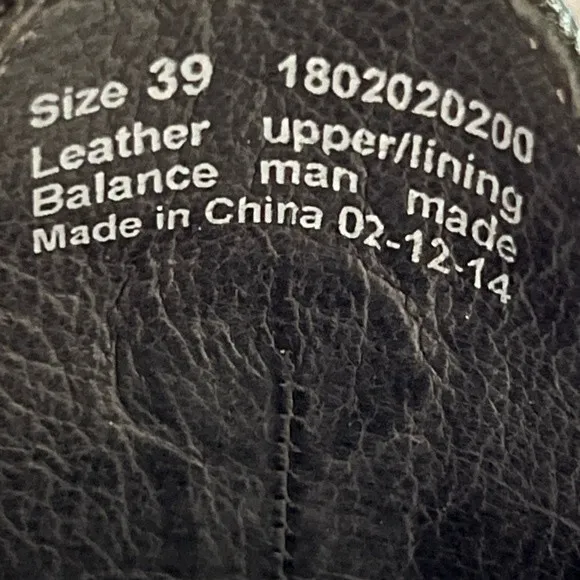 Size 39 1802020200
Leather upper/lining
Balance man made
Made in China 02-12-14